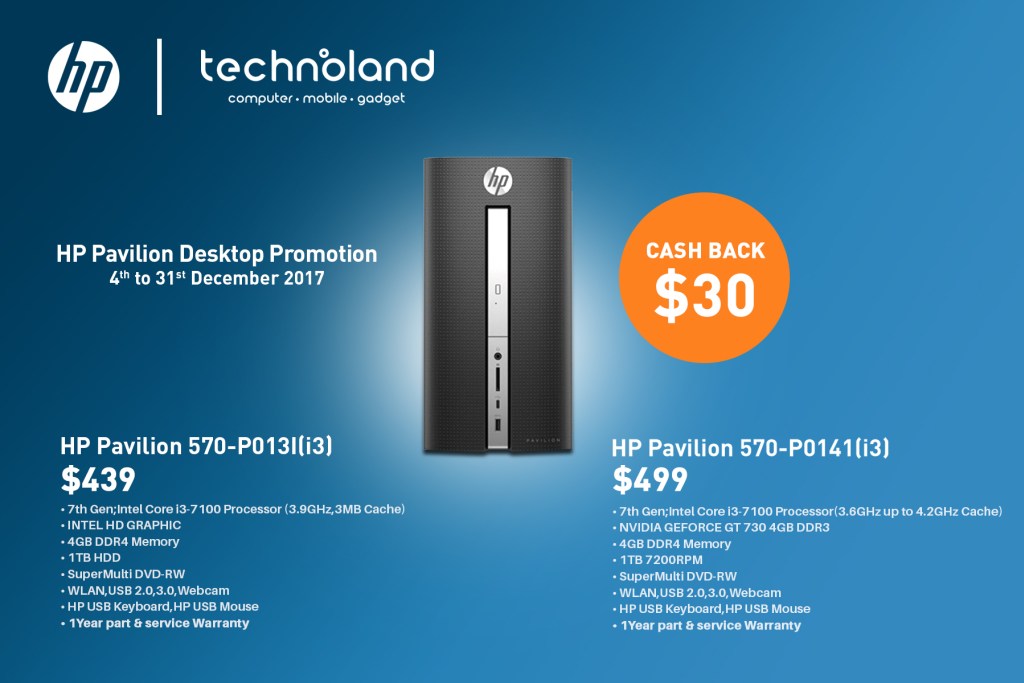 hp
technoland
computer • mobile • gadget
hp
HP Pavilion Desktop Promotion
4th to 31st December 2017
CASH BACK
$30
PAVILION
HP Pavilion 570-P013l(i3)
$439
• 7th Gen;Intel Core i3-7100 Processor (3.9GHz,3MB Cache)
• INTEL HD GRAPHIC
• 4GB DDR4 Memory
• 1TB HDD
• SuperMulti DVD-RW
• WLAN,USB 2.0,3.0,Webcam
• HP USB Keyboard,HP USB Mouse
• 1Year part & service Warranty
HP Pavilion 570-P0141(i3)
$499
• 7th Gen;Intel Core i3-7100 Processor(3.6GHz up to 4.2GHz Cache)
• NVIDIA GEFORCE GT 730 4GB DDR3
• 4GB DDR4 Memory
• 1TB 7200RPM
• SuperMulti DVD-RW
• WLAN,USB 2.0,3.0,Webcam
• HP USB Keyboard,HP USB Mouse
• 1Year part & service Warranty